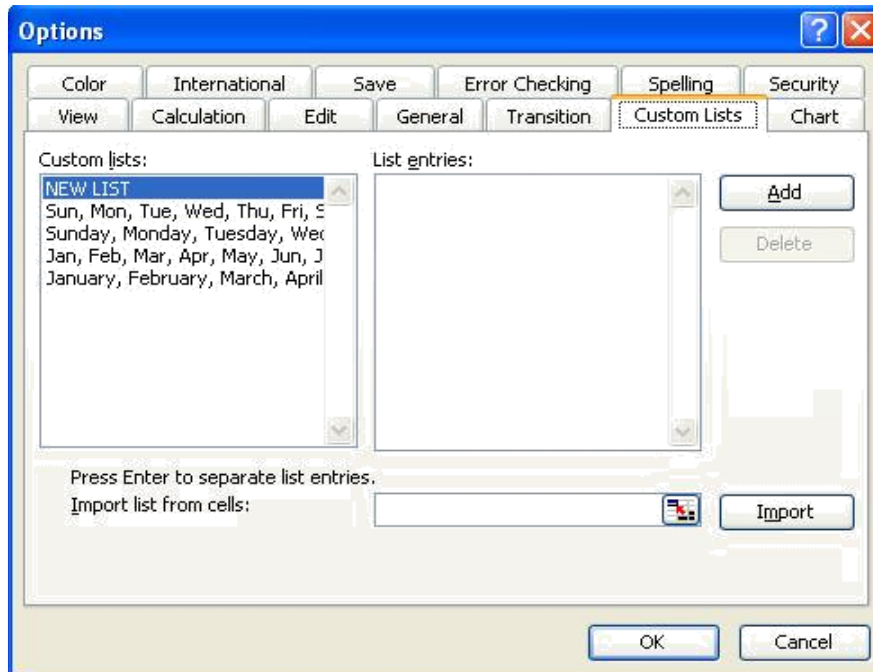 Options
Color International Save Error Checking Spelling Security
View Calculation Edit General Transition Custom Lists Chart
Custom lists: List entries:
NEW LIST
Sun, Mon, Tue, Wed, Thu, Fri, S
Sunday, Monday, Tuesday, Wed
Jan, Feb, Mar, Apr, May, Jun, J
January, February, March, April
Add
Delete
Press Enter to separate list entries.
Import list from cells: Import
OK Cancel